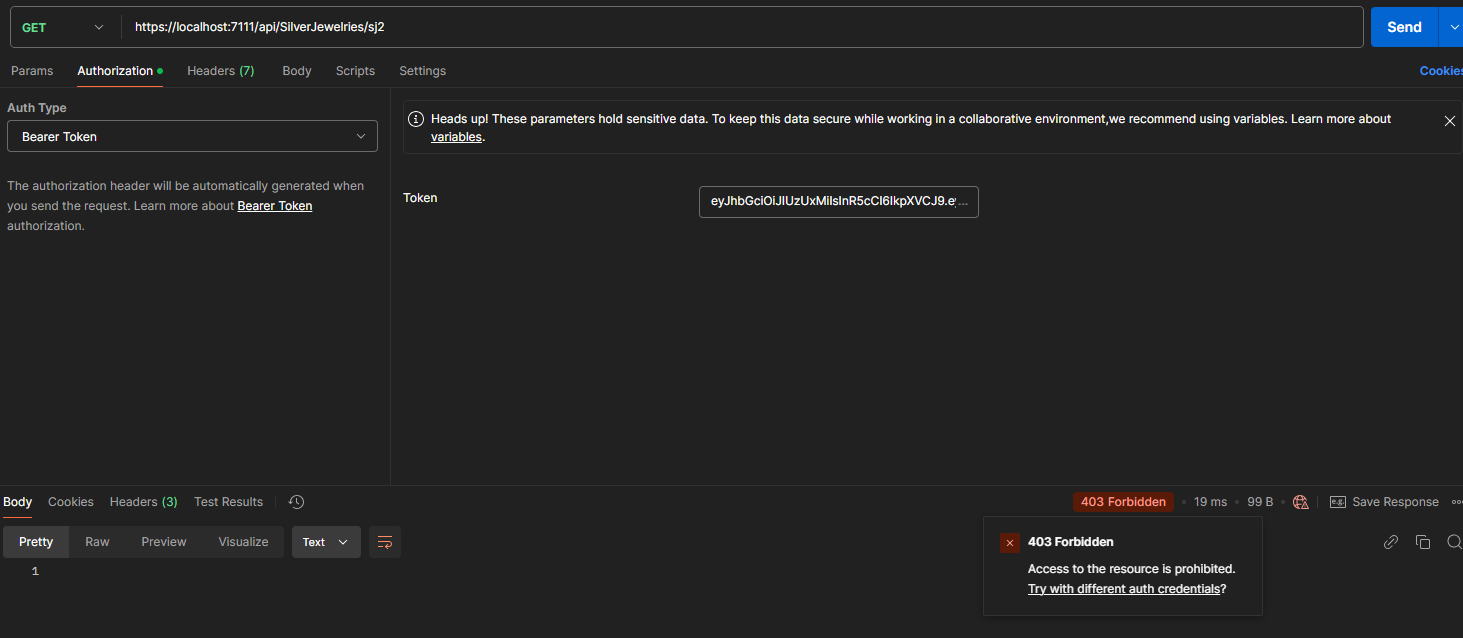 GET https://localhost:7111/api/SilverJewelries/sj2 Send
Params Authorization Headers (7) Body Scripts Settings Cookies
Auth Type
Bearer Token
Heads up! These parameters hold sensitive data. To keep this data secure while working in a collaborative environment,we recommend using variables. Learn more about
variables.
The authorization header will be automatically generated when
you send the request. Learn more about Bearer Token
authorization.
Token
eyJhbGciOiJIUzUxMiIsInR5cCI6IkpXVCJ9.ey...
Body Cookies Headers (3) Test Results 403 Forbidden 19 ms 99 B e.g. Save Response
Pretty Raw Preview Visualize Text
1
403 Forbidden
Access to the resource is prohibited.
Try with different auth credentials?